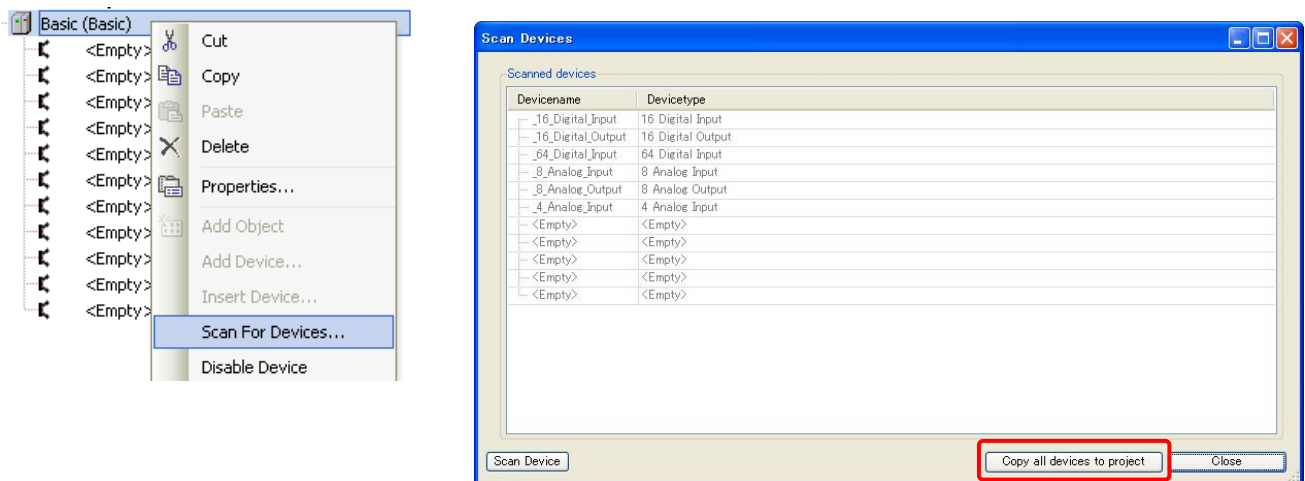 Basic (Basic)
<Empty>
<Empty>
<Empty>
<Empty>
<Empty>
<Empty>
<Empty>
<Empty>
<Empty>
<Empty>
<Empty>
Cut
Copy
Paste
Delete
Properties...
Add Object
Add Device...
Insert Device...
Scan For Devices...
Disable Device
Scan Devices
Scanned devices
Devicename Devicetype
_16_Digital_Input 16 Digital Input
_16_Digital_Output 16 Digital Output
_64_Digital_Input 64 Digital Input
_8_Analog_Input 8 Analog Input
_8_Analog_Output 8 Analog Output
_4_Analog_Input 4 Analog Input
<Empty> <Empty>
<Empty> <Empty>
<Empty> <Empty>
<Empty> <Empty>
<Empty> <Empty>
Scan Device Copy all devices to project Close